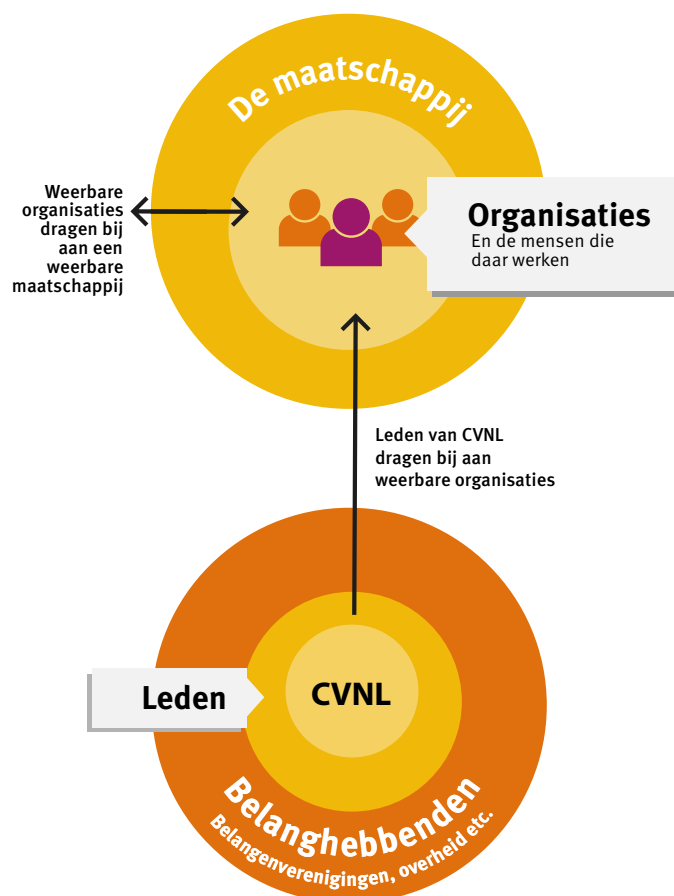 De maatschappij
Weerbare
organisaties
dragen bij
aan een
weerbare
maatschappij
Organisaties
En de mensen die
daar werken
Leden van CVNL
dragen bij aan
weerbare organisaties
Leden
CVNL
Belanghebbenden
Belangenverenigingen, overheid etc.